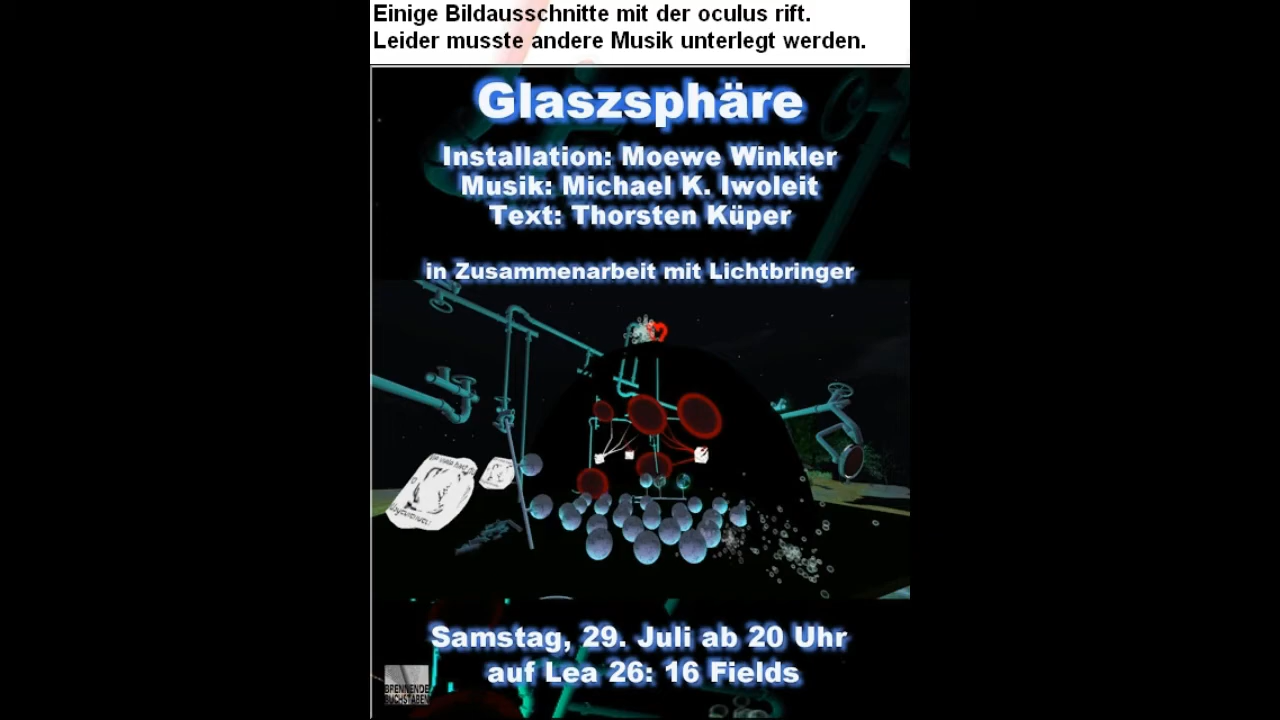 Einige Bildausschnitte mit der oculus rift.
Leider musste andere Musik unterlegt werden.
Glaszsphäre
Installation: Moewe Winkler
Musik: Michael K. Iwoleit
Text: Thorsten Küper
in Zusammenarbeit mit Lichtbringer
Samstag, 29. Juli ab 20 Uhr
auf Lea 26: 16 Fields
BRENNENDE
BUCHSTABEN